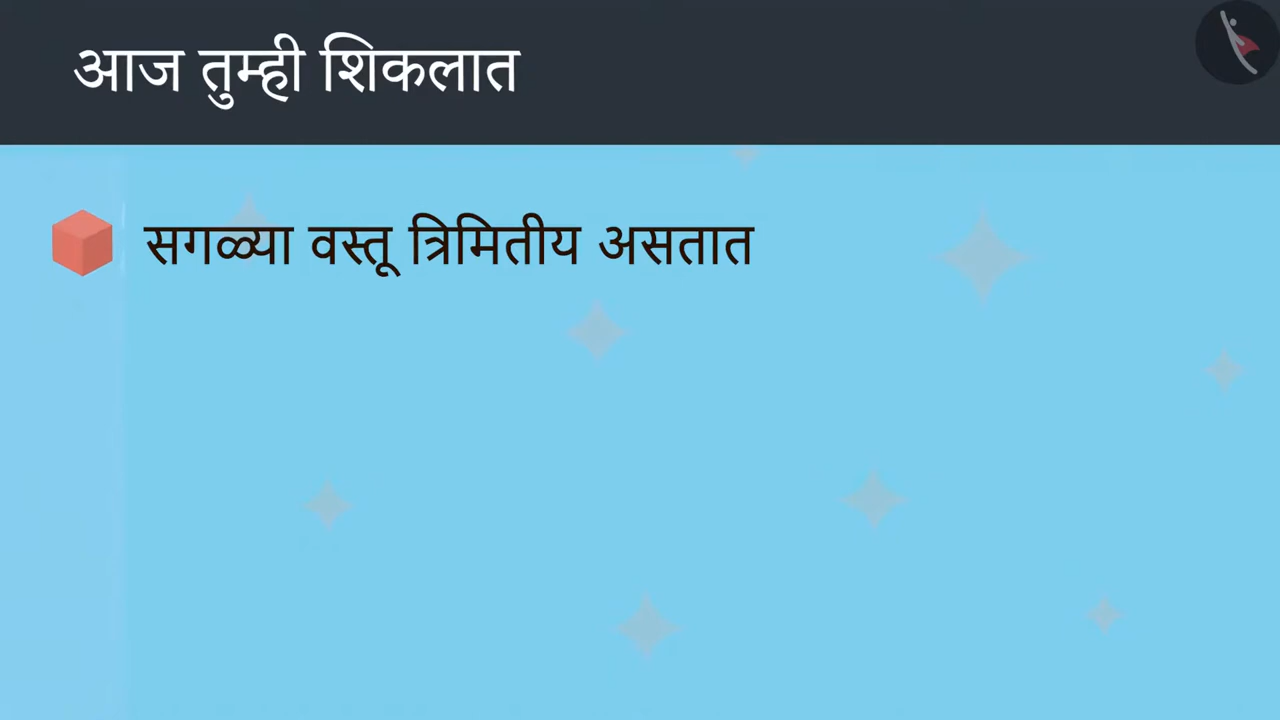 आज तुम्ही शिकलात
सगळ्या वस्तू त्रिमितीय असतात